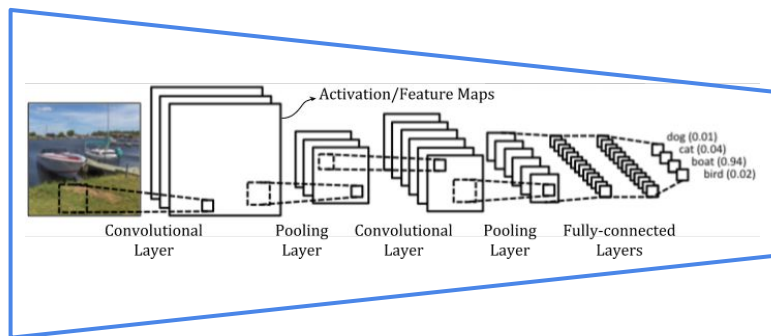 Activation/Feature Maps
dog (0.01)
cat (0.04)
boat (0.94)
bird (0.02)
Convolutional
Layer
Pooling
Layer
Convolutional
Layer
Pooling
Layer
Fully-connected
Layers